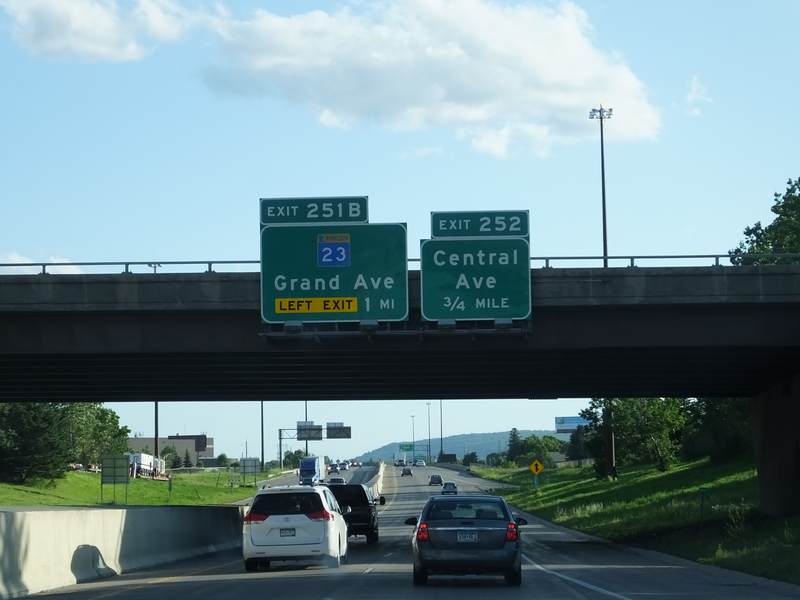 EXIT 251B
23
Grand Ave
LEFT EXIT 1 MI
EXIT 252
Central
Ave
3/4 MILE